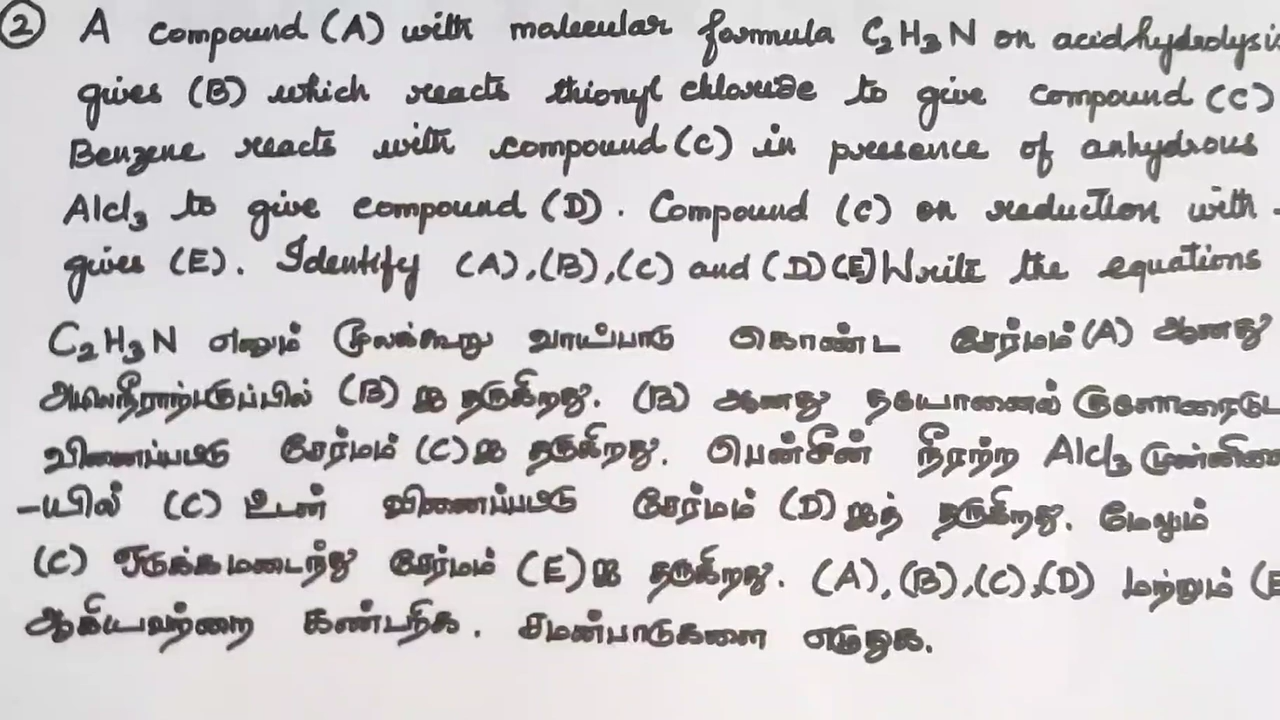 ② A compound (A) with molecular formula C₂H₃N on acid hydrolysis
gives (B) which reacts thionyl chloride to give compound (C)
Benzene reacts with compound (C) in presence of anhydrous
AlCl₃ to give compound (D). Compound (C) on reduction with
gives (E). Identify (A), (B), (C) and (D) (E) Write the equations
C₂H₃N எனும் மூலக்கூறு வாய்ப்பாடு கொண்ட சேர்மம் (A) ஆனது
அமிலநீராற்பகுப்பில் (B) ஐ தருகிறது. (B) ஆனது தயோனைல் குளோரைடு
வினைப்பட்டு சேர்மம் (C) ஐ தருகிறது. பென்சீன் நீரற்ற AlCl₃ முன்னிலை
-யில் (C) உடன் வினைப்பட்டு சேர்மம் (D) ஐத் தருகிறது. மேலும்
(C) ஒடுக்கமடைந்து சேர்மம் (E) ஐ தருகிறது. (A), (B), (C), (D) மற்றும் (E
ஆகியவற்றை கண்டறிக. சமன்பாடுகளை எழுதுக.